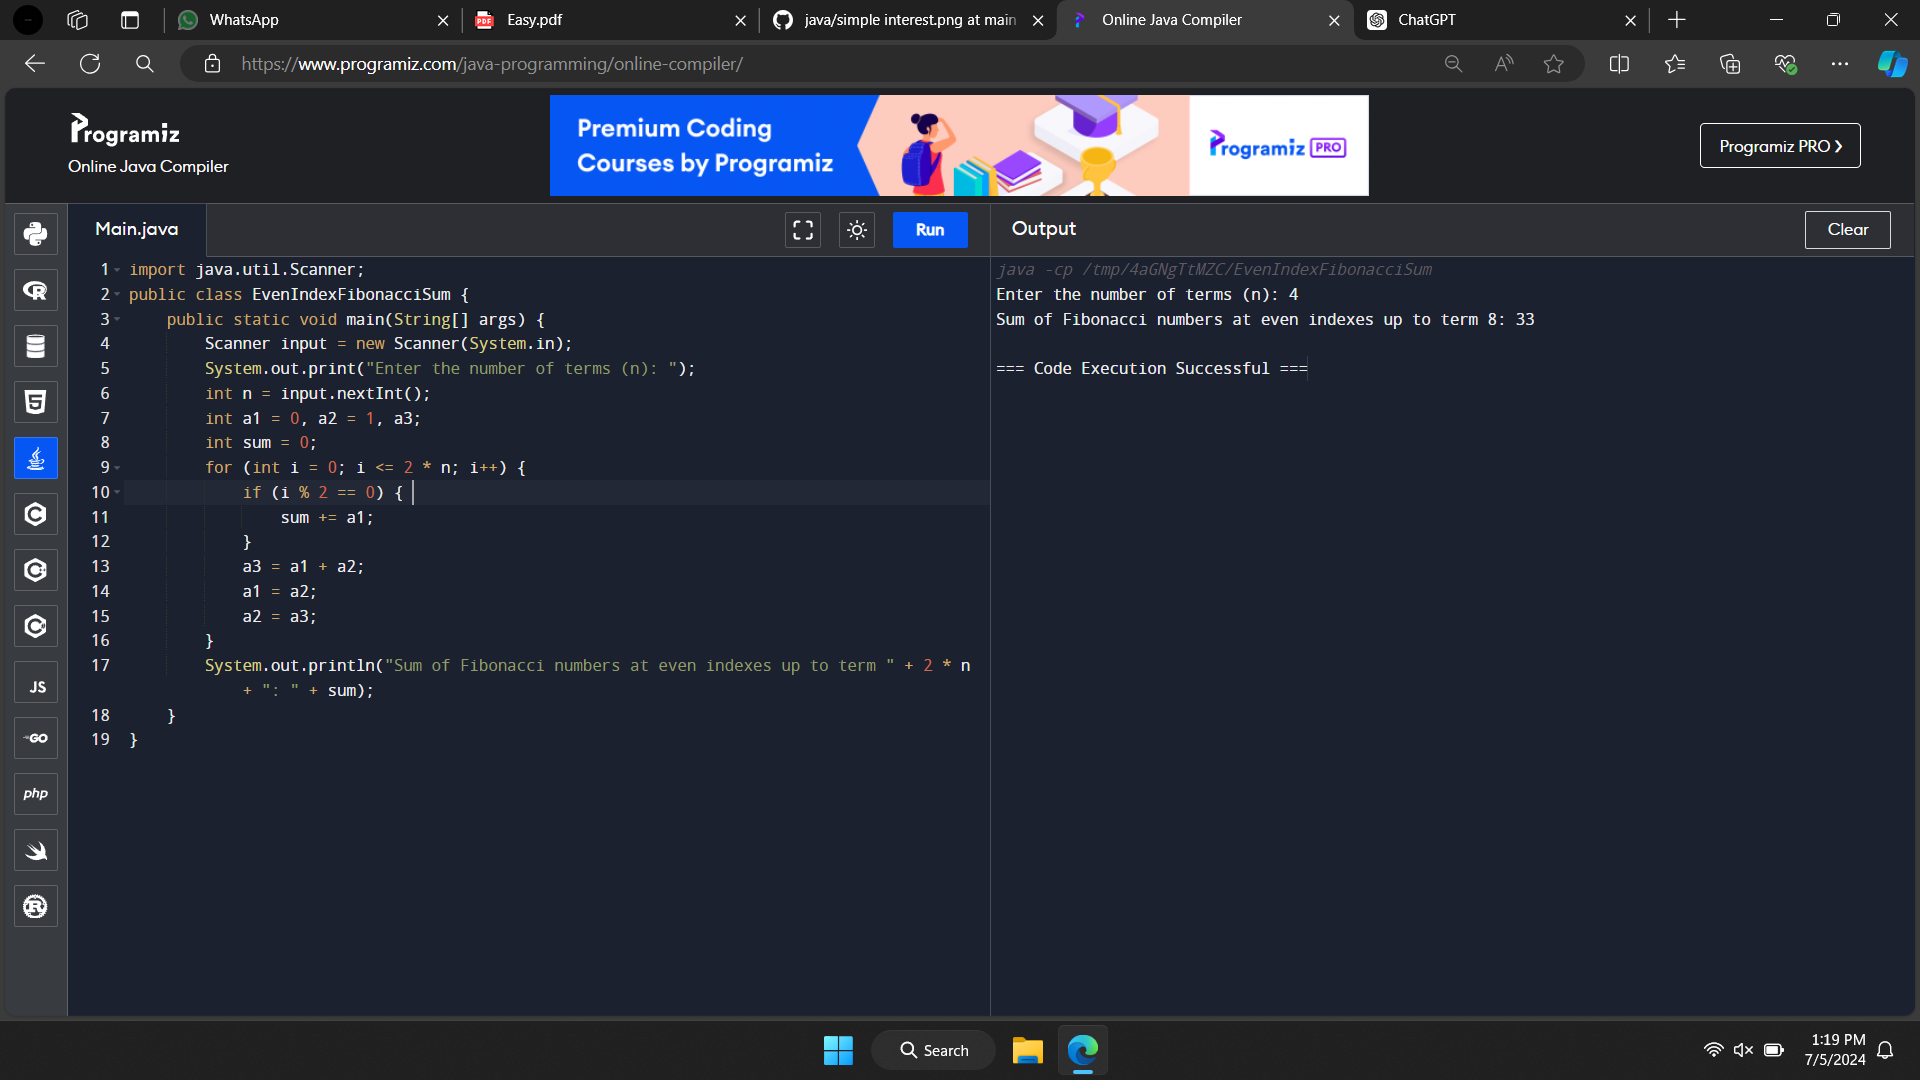 WhatsApp
Easy.pdf
java/simple interest.png at main
Online Java Compiler
ChatGPT
https://www.programiz.com/java-programming/online-compiler/
Programiz
Online Java Compiler
Premium Coding
Courses by Programiz
Programiz PRO
Programiz PRO ❯
Main.java
Run
Output
Clear
1 import java.util.Scanner;
2 public class EvenIndexFibonacciSum {
3     public static void main(String[] args) {
4         Scanner input = new Scanner(System.in);
5         System.out.print("Enter the number of terms (n): ");
6         int n = input.nextInt();
7         int a1 = 0, a2 = 1, a3;
8         int sum = 0;
9         for (int i = 0; i <= 2 * n; i++) {
10             if (i % 2 == 0) {
11                 sum += a1;
12             }
13             a3 = a1 + a2;
14             a1 = a2;
15             a2 = a3;
16         }
17         System.out.println("Sum of Fibonacci numbers at even indexes up to term " + 2 * n
            + ": " + sum);
18     }
19 }
java -cp /tmp/4aGNgTtMZC/EvenIndexFibonacciSum
Enter the number of terms (n): 4
Sum of Fibonacci numbers at even indexes up to term 8: 33
=== Code Execution Successful ===
JS
GO
php
Search
1:19 PM
7/5/2024